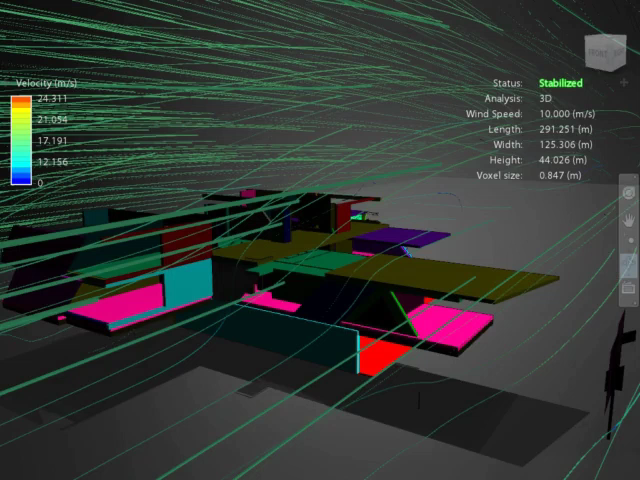 Velocity (m/s)
24.311
21.054
17.191
12.156
0
Status: Stabilized
Analysis: 3D
Wind Speed: 10.000 (m/s)
Length: 291.251 (m)
Width: 125.306 (m)
Height: 44.026 (m)
Voxel size: 0.847 (m)
FRONT